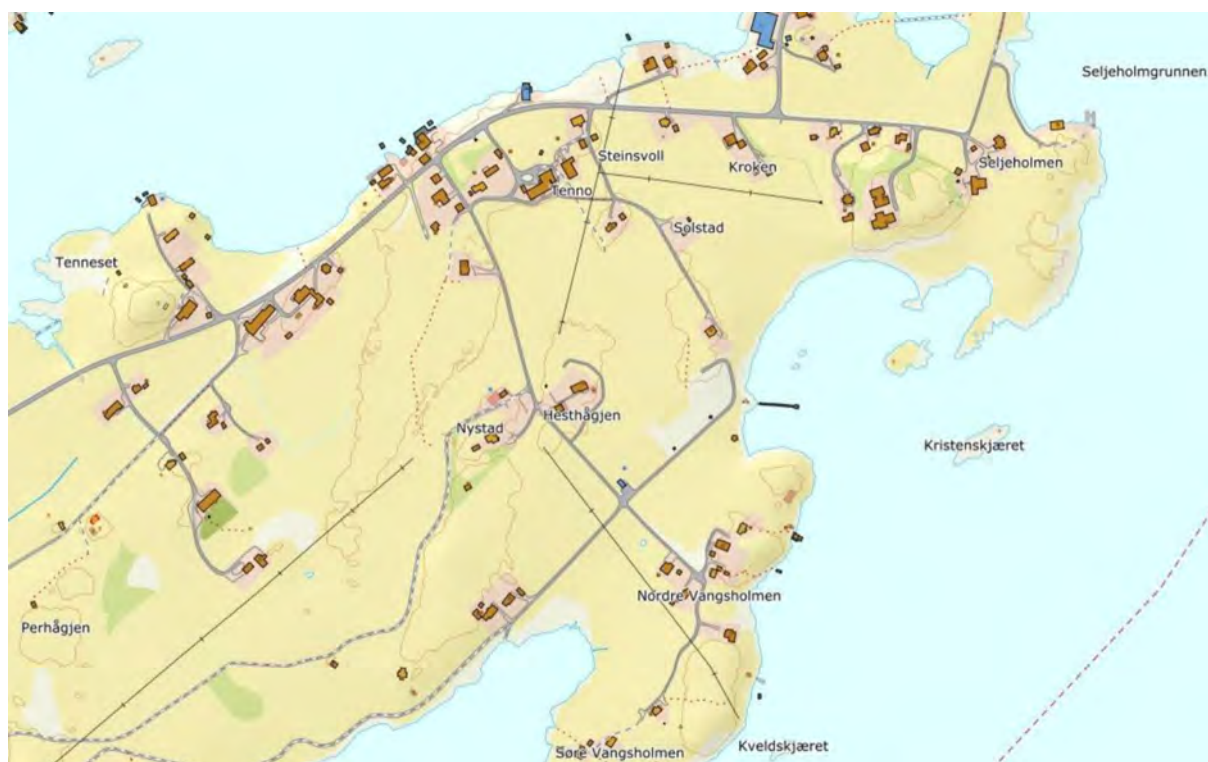 Seljeholmgrunnen
Steinsvoll
Kroken
Seljeholmen
Tenno
Solstad
Tenneset
Hesthågjen
Nystad
Kristenskjæret
Nordre Vangsholmen
Perhågjen
Søre Vangsholmen
Kveldskjæret